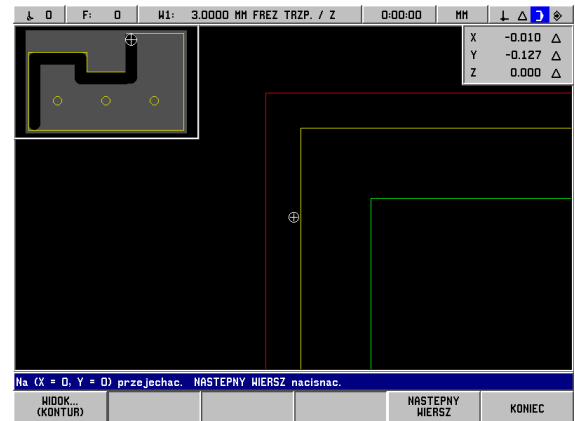 0 F: 0 W1: 3.0000 MM FREZ TRZP. / Z 0:00:00 MM
X -0.010
Y -0.127
Z 0.000
Na (X = 0, Y = 0) przejechac. NASTEPNY WIERSZ nacisnac.
WIDOK...
(KONTUR)
NASTEPNY
WIERSZ
KONIEC